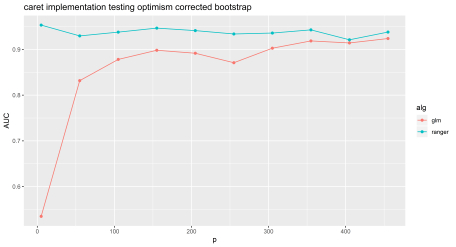 caret implementation testing optimism corrected bootstrap
AUC
0.9
0.8
0.7
0.6
0
100
200
300
400
p
alg
glm
ranger